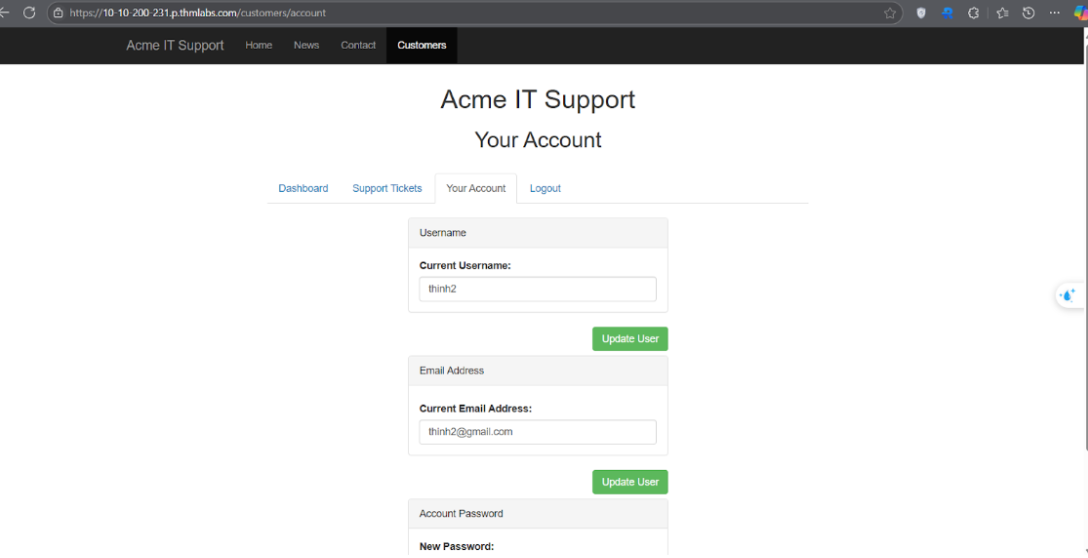 https://10-10-200-231.p.thmlabs.com/customers/account
Acme IT Support Home News Contact Customers
Acme IT Support
Your Account
Dashboard Support Tickets Your Account Logout
Username
Current Username:
thinh2
Update User
Email Address
Current Email Address:
thinh2@gmail.com
Update User
Account Password
New Password: